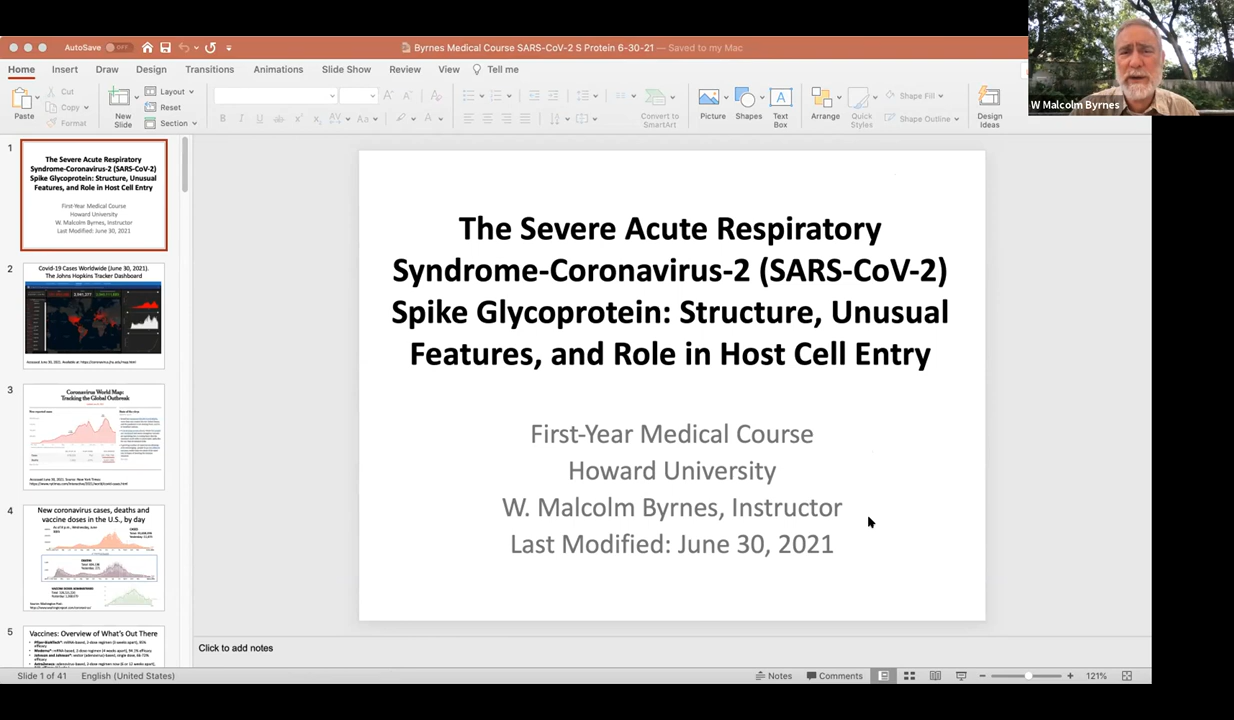 AutoSave
OFF
Byrnes Medical Course SARS-CoV-2 S Protein 6-30-21 — Saved to my Mac
Home Insert Draw Design Transitions Animations Slide Show Review View Tell me
Paste
Cut
Copy
Format
New
Slide
Layout
Reset
Section
Convert to
SmartArt
Picture
Shapes
Text
Box
Arrange
Quick
Styles
Shape Fill
Shape Outline
Design
Ideas
W Malcolm Byrnes
1
The Severe Acute Respiratory
Syndrome-Coronavirus-2 (SARS-CoV-2)
Spike Glycoprotein: Structure, Unusual
Features, and Role in Host Cell Entry
First-Year Medical Course
Howard University
W. Malcolm Byrnes, Instructor
Last Modified: June 30, 2021
2
Covid-19 Cases Worldwide (June 30, 2021).
The Johns Hopkins Tracker Dashboard
3
Coronavirus World Map:
Tracking the Global Outbreak
4
New coronavirus cases, deaths and
vaccine doses in the U.S., by day
5
Vaccines: Overview of What's Out There
The Severe Acute Respiratory
Syndrome-Coronavirus-2 (SARS-CoV-2)
Spike Glycoprotein: Structure, Unusual
Features, and Role in Host Cell Entry
First-Year Medical Course
Howard University
W. Malcolm Byrnes, Instructor
Last Modified: June 30, 2021
Click to add notes
Slide 1 of 41
English (United States)
Notes
Comments
121%